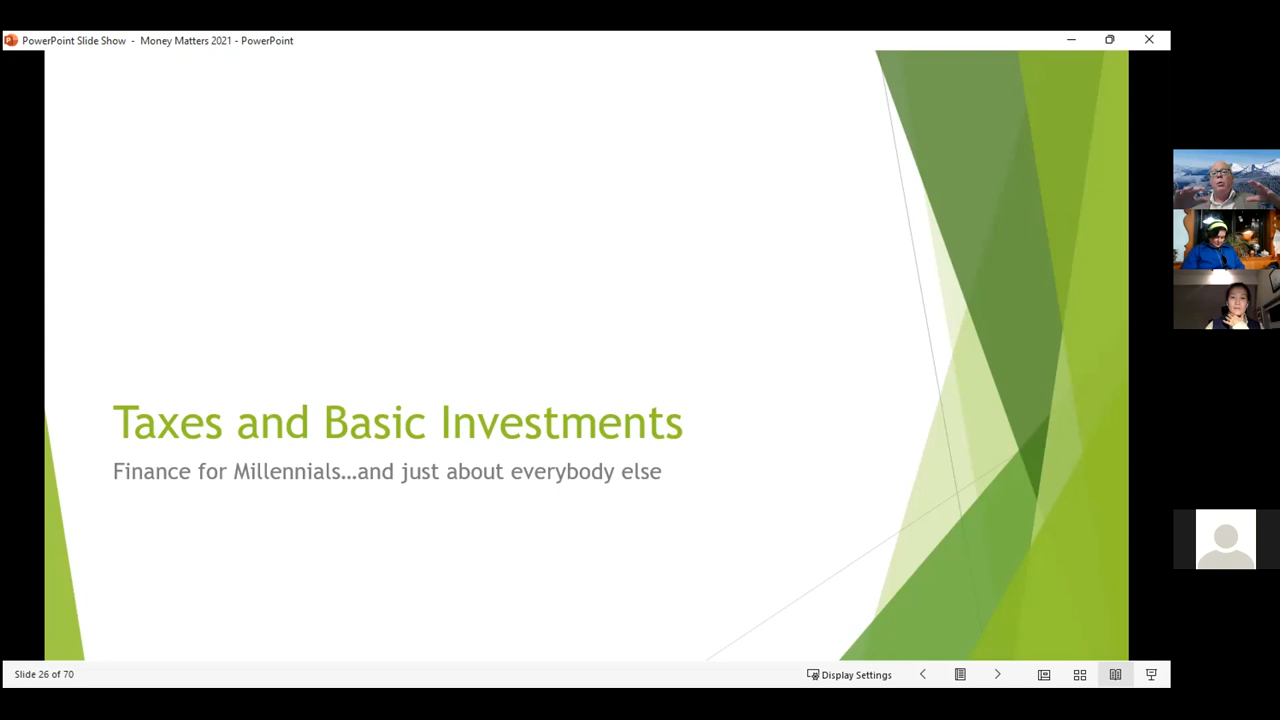 PowerPoint Slide Show - Money Matters 2021 - PowerPoint
Taxes and Basic Investments
Finance for Millennials...and just about everybody else
Slide 26 of 70
Display Settings